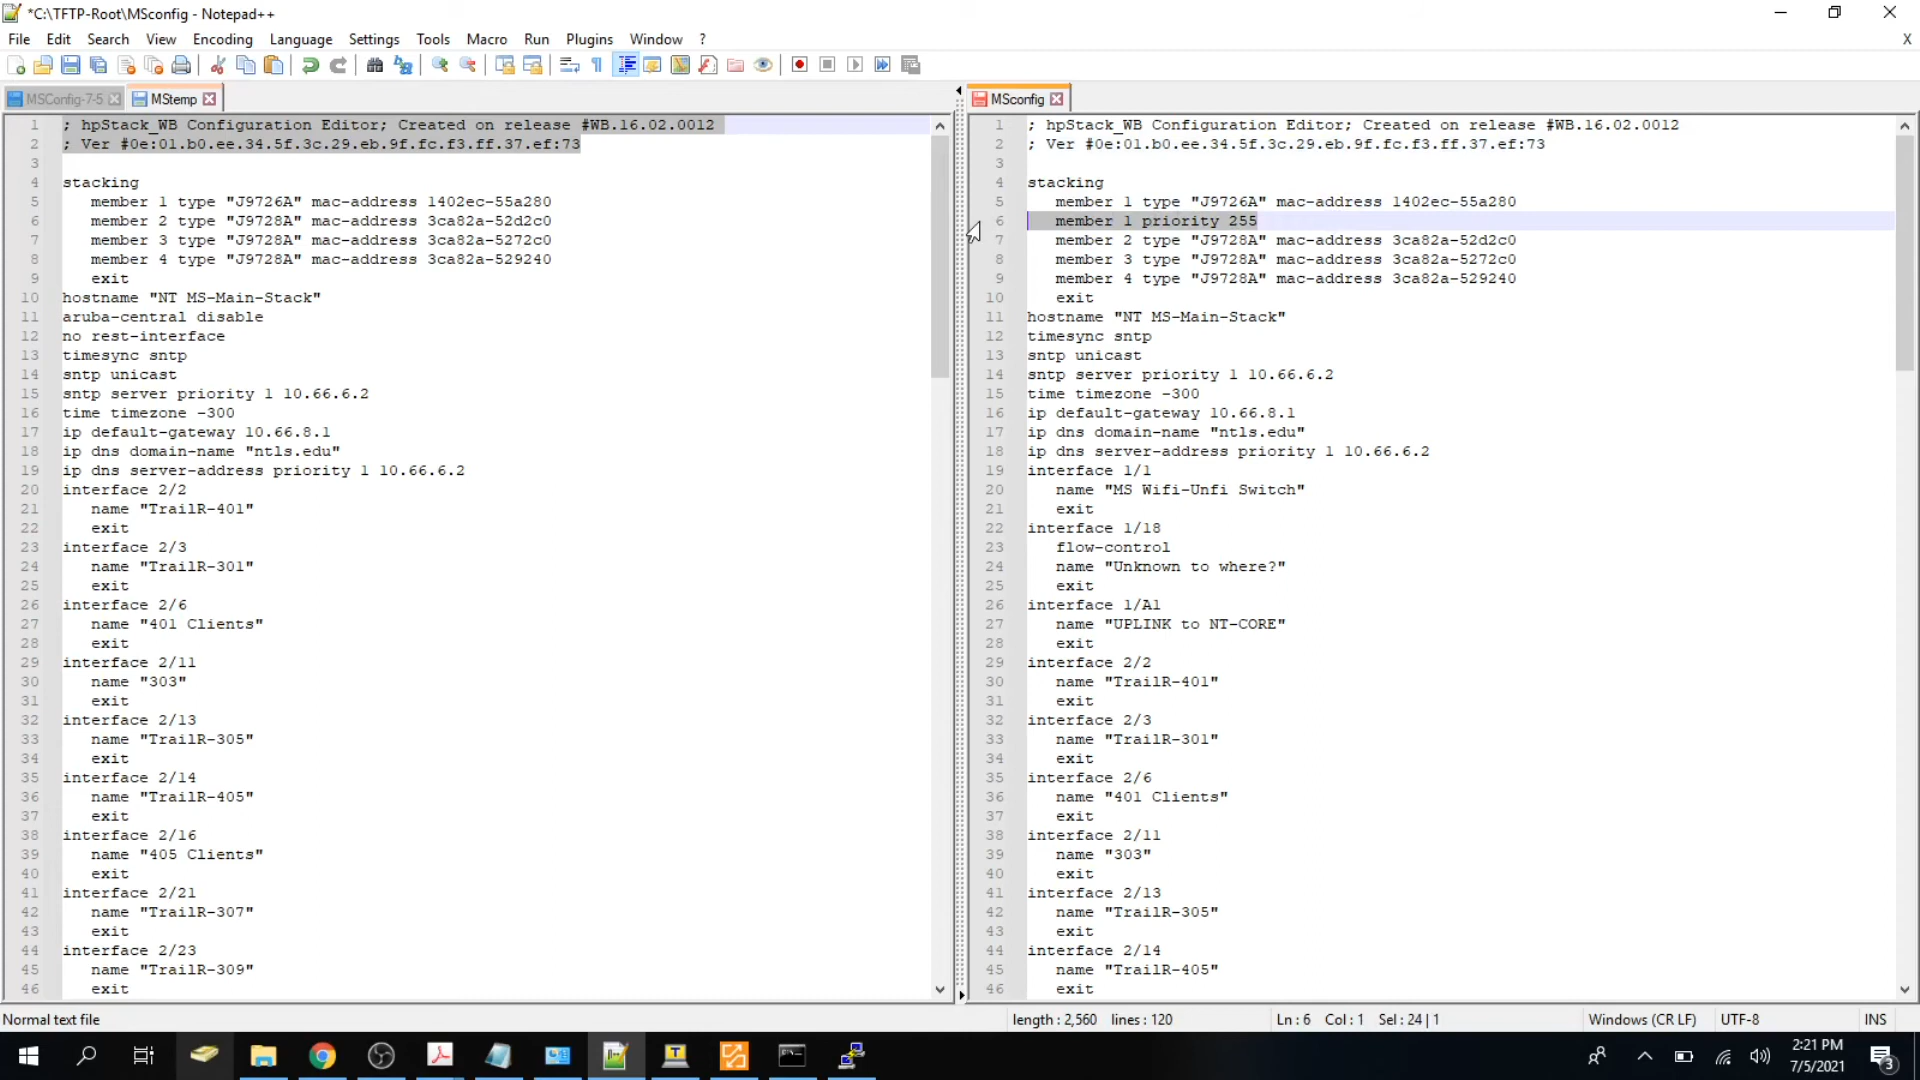 *C:\TFTP-Root\MSconfig - Notepad++
File Edit Search View Encoding Language Settings Tools Macro Run Plugins Window ? X
MSConfig-7-5 MStemp
1 ; hpStack_WB Configuration Editor; Created on release #WB.16.02.0012
2 ; Ver #0e:01.b0.ee.34.5f.3c.29.eb.9f.fc.f3.ff.37.ef:73
3
4 stacking
5 member 1 type "J9726A" mac-address 1402ec-55a280
6 member 2 type "J9728A" mac-address 3ca82a-52d2c0
7 member 3 type "J9728A" mac-address 3ca82a-5272c0
8 member 4 type "J9728A" mac-address 3ca82a-529240
9 exit
10 hostname "NT MS-Main-Stack"
11 aruba-central disable
12 no rest-interface
13 timesync sntp
14 sntp unicast
15 sntp server priority 1 10.66.6.2
16 time timezone -300
17 ip default-gateway 10.66.8.1
18 ip dns domain-name "ntls.edu"
19 ip dns server-address priority 1 10.66.6.2
20 interface 2/2
21 name "TrailR-401"
22 exit
23 interface 2/3
24 name "TrailR-301"
25 exit
26 interface 2/6
27 name "401 Clients"
28 exit
29 interface 2/11
30 name "303"
31 exit
32 interface 2/13
33 name "TrailR-305"
34 exit
35 interface 2/14
36 name "TrailR-405"
37 exit
38 interface 2/16
39 name "405 Clients"
40 exit
41 interface 2/21
42 name "TrailR-307"
43 exit
44 interface 2/23
45 name "TrailR-309"
46 exit
MSconfig
1 ; hpStack_WB Configuration Editor; Created on release #WB.16.02.0012
2 ; Ver #0e:01.b0.ee.34.5f.3c.29.eb.9f.fc.f3.ff.37.ef:73
3
4 stacking
5 member 1 type "J9726A" mac-address 1402ec-55a280
6 member 1 priority 255
7 member 2 type "J9728A" mac-address 3ca82a-52d2c0
8 member 3 type "J9728A" mac-address 3ca82a-5272c0
9 member 4 type "J9728A" mac-address 3ca82a-529240
10 exit
11 hostname "NT MS-Main-Stack"
12 timesync sntp
13 sntp unicast
14 sntp server priority 1 10.66.6.2
15 time timezone -300
16 ip default-gateway 10.66.8.1
17 ip dns domain-name "ntls.edu"
18 ip dns server-address priority 1 10.66.6.2
19 interface 1/1
20 name "MS Wifi-Unfi Switch"
21 exit
22 interface 1/18
23 flow-control
24 name "Unknown to where?"
25 exit
26 interface 1/A1
27 name "UPLINK to NT-CORE"
28 exit
29 interface 2/2
30 name "TrailR-401"
31 exit
32 interface 2/3
33 name "TrailR-301"
34 exit
35 interface 2/6
36 name "401 Clients"
37 exit
38 interface 2/11
39 name "303"
40 exit
41 interface 2/13
42 name "TrailR-305"
43 exit
44 interface 2/14
45 name "TrailR-405"
46 exit
Normal text file length : 2,560 lines : 120 Ln : 6 Col : 1 Sel : 24 | 1 Windows (CR LF) UTF-8 INS
2:21 PM
7/5/2021
3